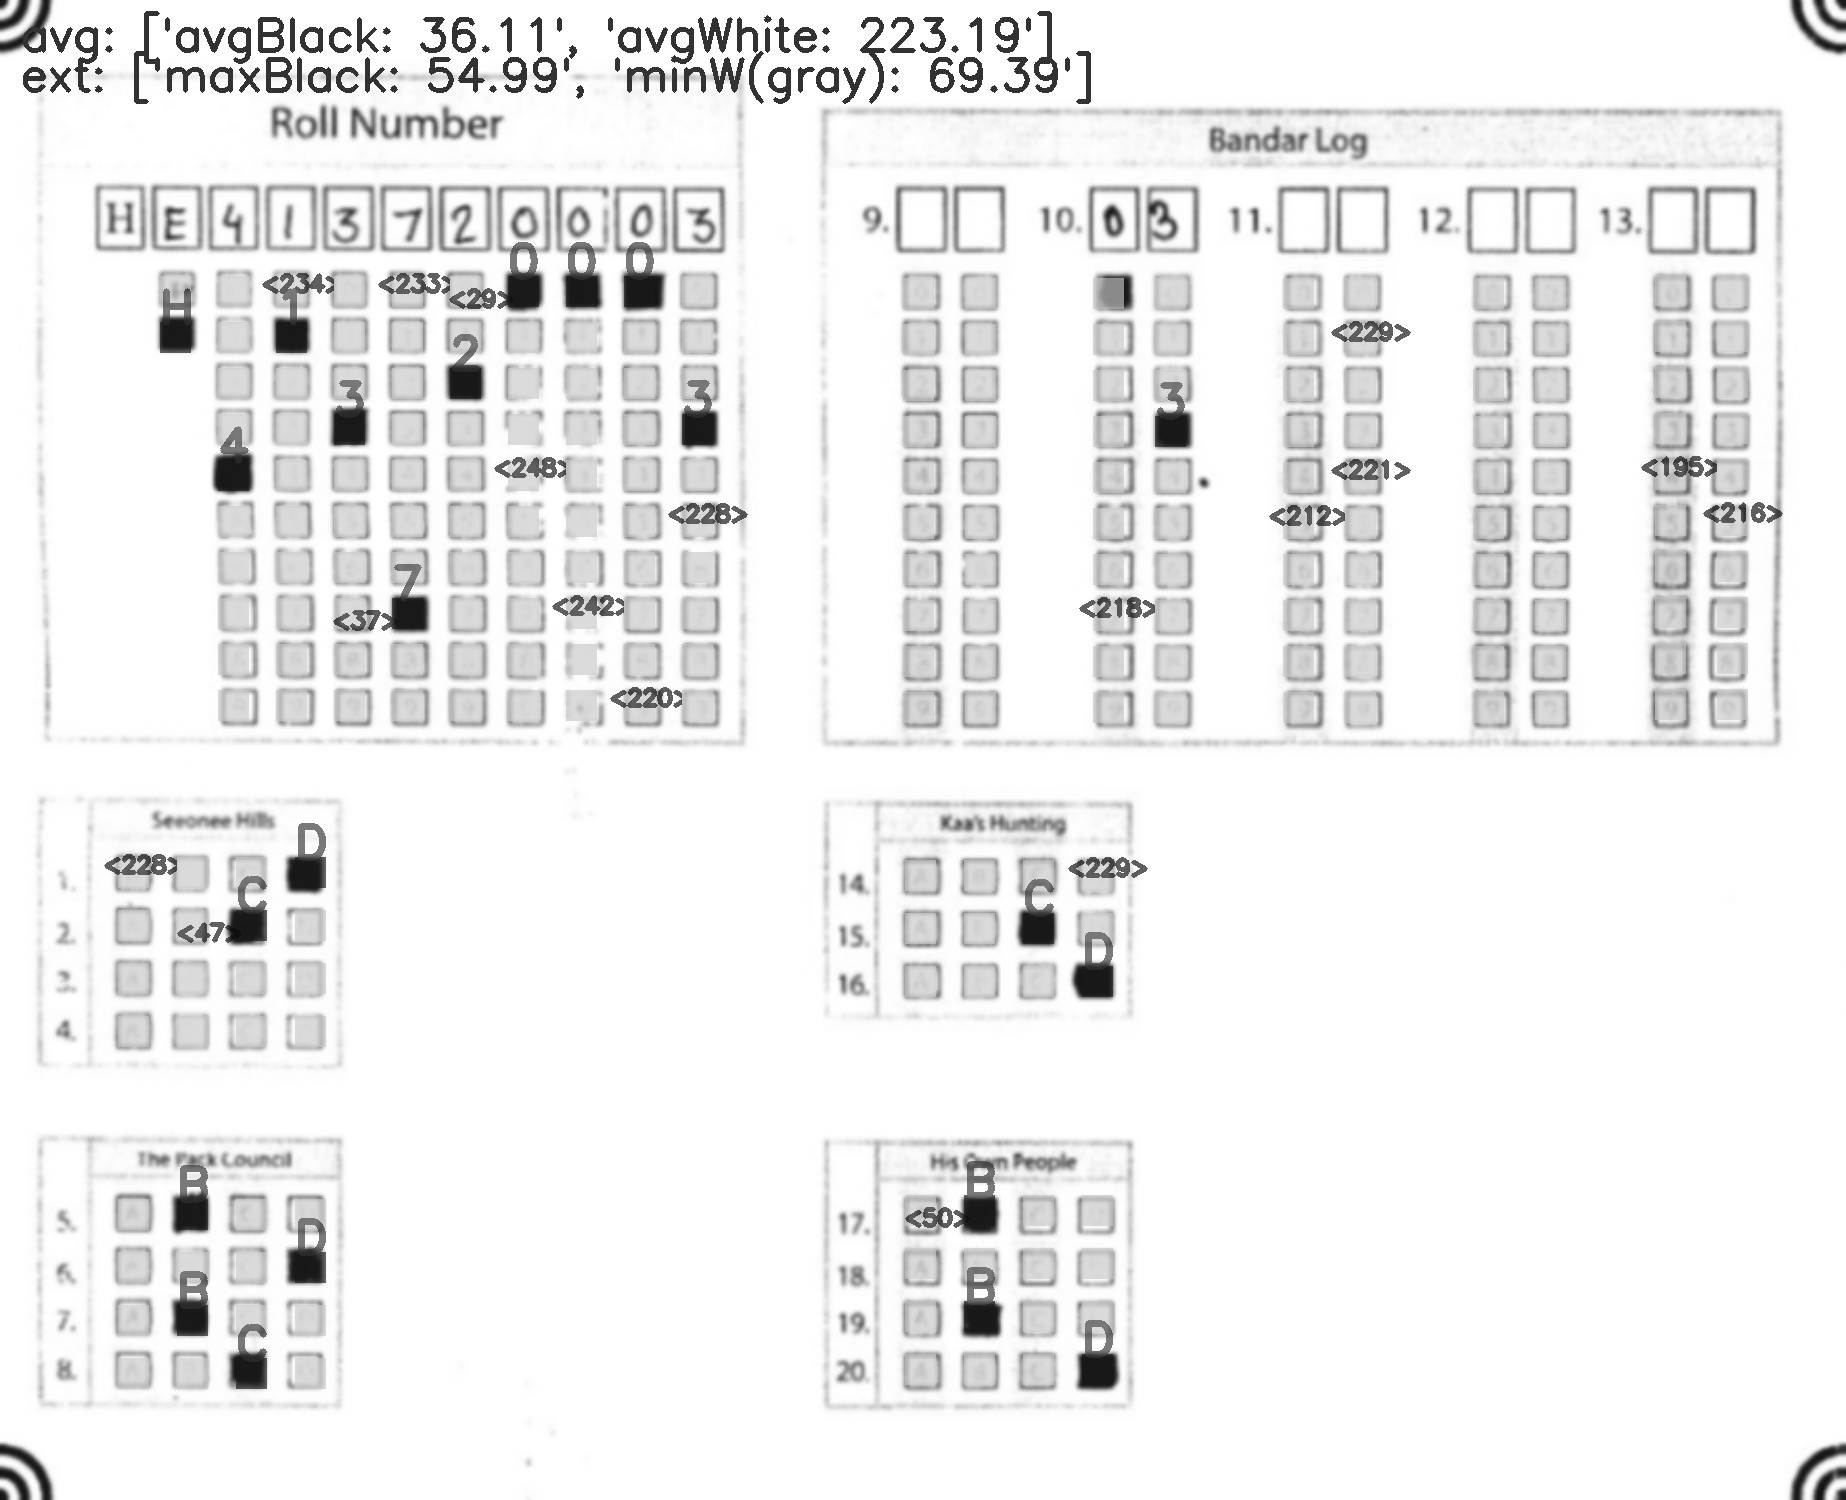 avg: ['avgBlack: 36.11', 'avgWhite: 223.19']
ext: ['maxBlack: 54.99', 'minW(gray): 69.39']
Roll Number
H E 4 1 3 7 2 0 0 0 3
0 0 0
<234> <233> <29>
H 1
2
3 3
4
<248>
<228>
7
<37> <242>
<220>
Bandar Log
9. 10. 0 3 11. 12. 13.
<229>
3
<221> <195>
<212> <216>
<218>
Seeonee Hills
D
1. <228>
C
2. <47>
3.
4.
Kaa's Hunting
14. <229>
C
15.
D
16.
The Pack Council
B
5.
D
6.
B
7.
C
8.
His Own People
B
17. <50>
18.
B
19.
D
20.